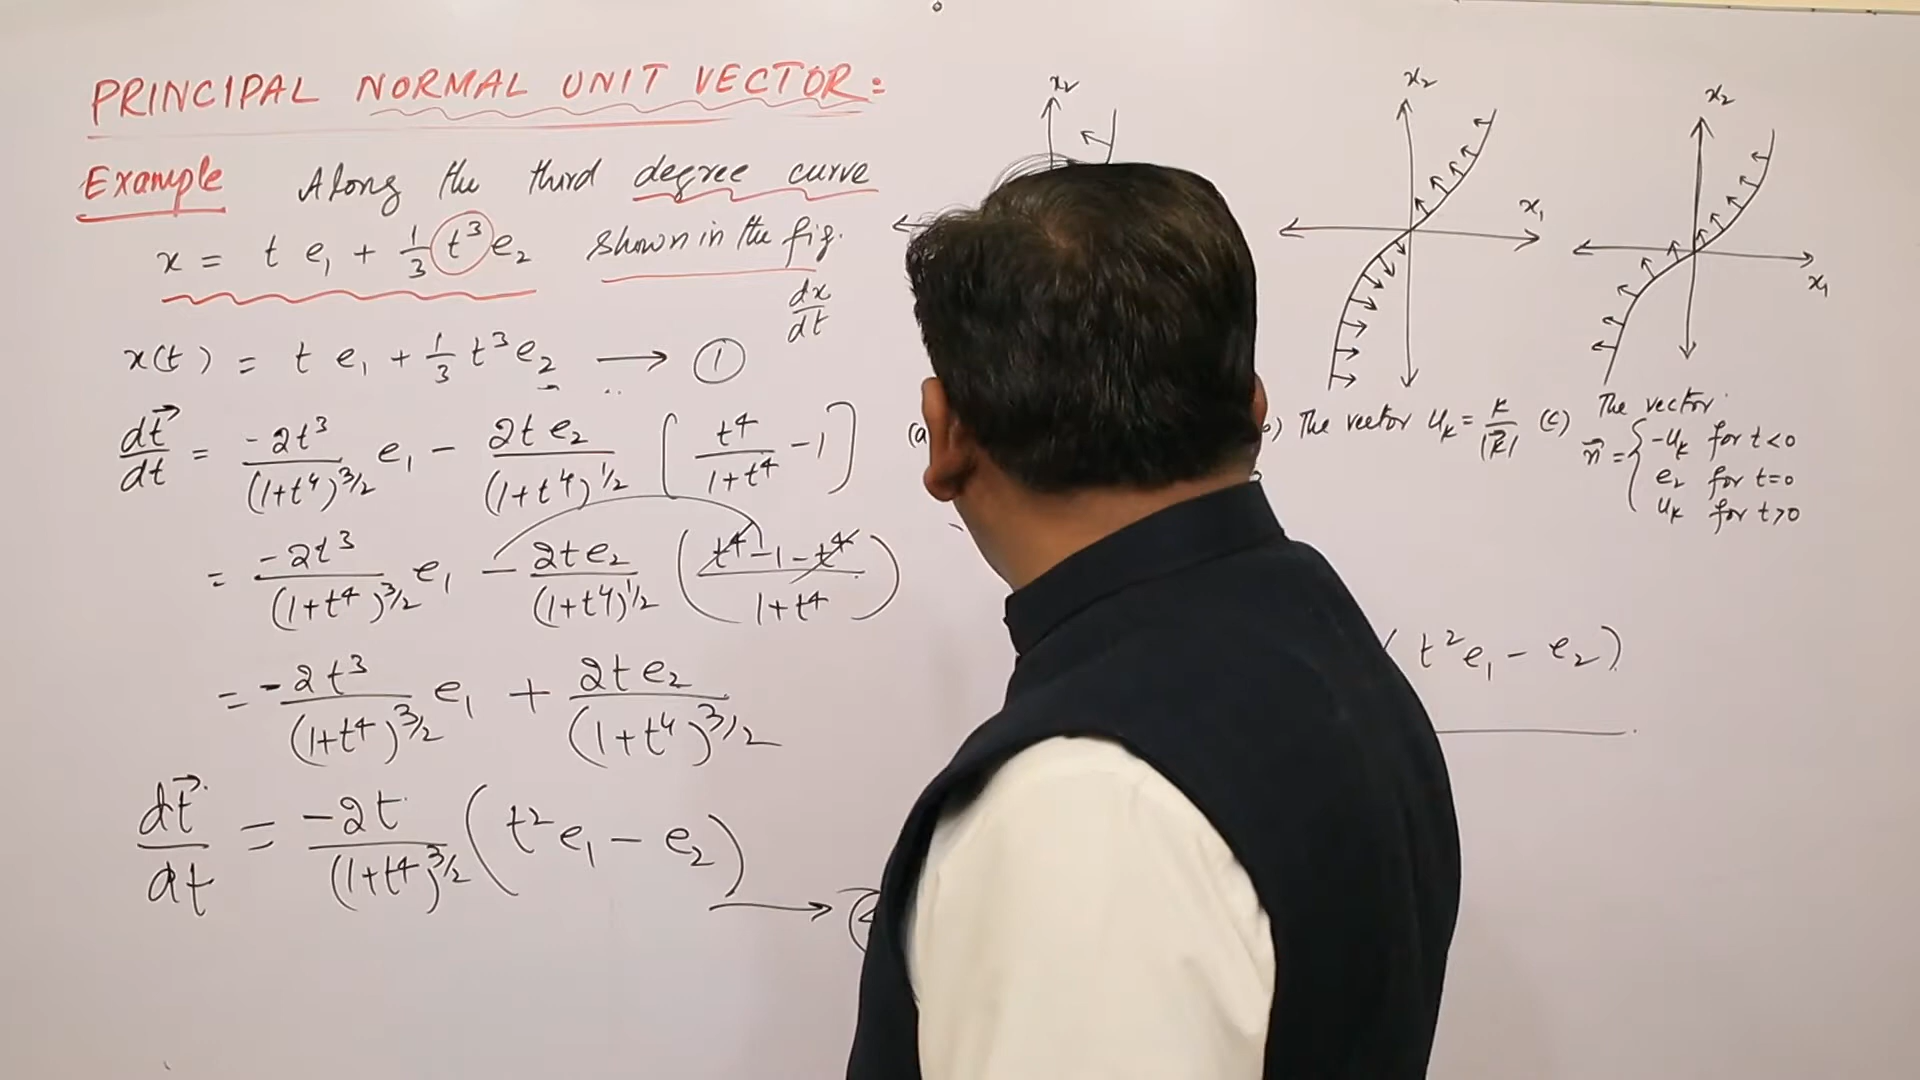 PRINCIPAL NORMAL UNIT VECTOR:
Example Along the third degree curve
x = t e₁ + 1/3 t³ e₂ shown in the fig.
dx/dt
x(t) = t e₁ + 1/3 t³ e₂ → ①
dt⃗/dt = -2t³/(1+t⁴)^3/2 e₁ - 2t e₂/(1+t⁴)^1/2 [t⁴/1+t⁴ - 1]
= -2t³/(1+t⁴)^3/2 e₁ - 2t e₂/(1+t⁴)^1/2 (t⁴-1-t⁴/1+t⁴)
= -2t³/(1+t⁴)^3/2 e₁ + 2t e₂/(1+t⁴)^3/2
dt⃗/dt = -2t/(1+t⁴)^3/2 (t² e₁ - e₂) →
x₂
x₂
x₁
x₂
x₁
(a
) The vector u_k = k/|k⃗|
(c) The vector
n⃗ = { -u_k for t<0
e₂ for t=0
u_k for t>0
( t² e₁ - e₂ )